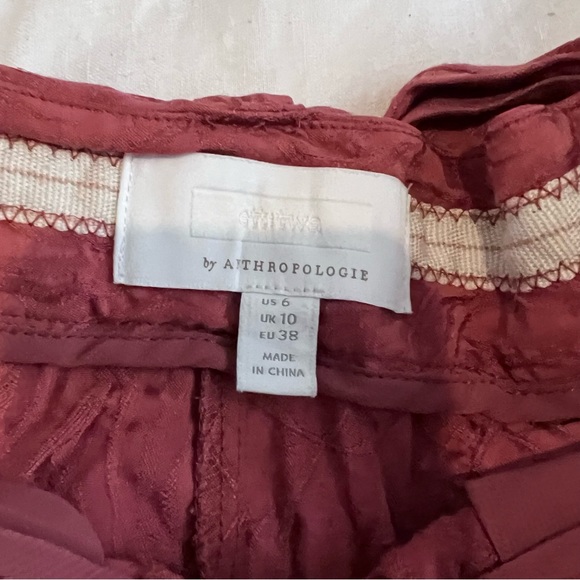 by ANTHROPOLOGIE
US 6
UK 10
EU 38
MADE
IN CHINA